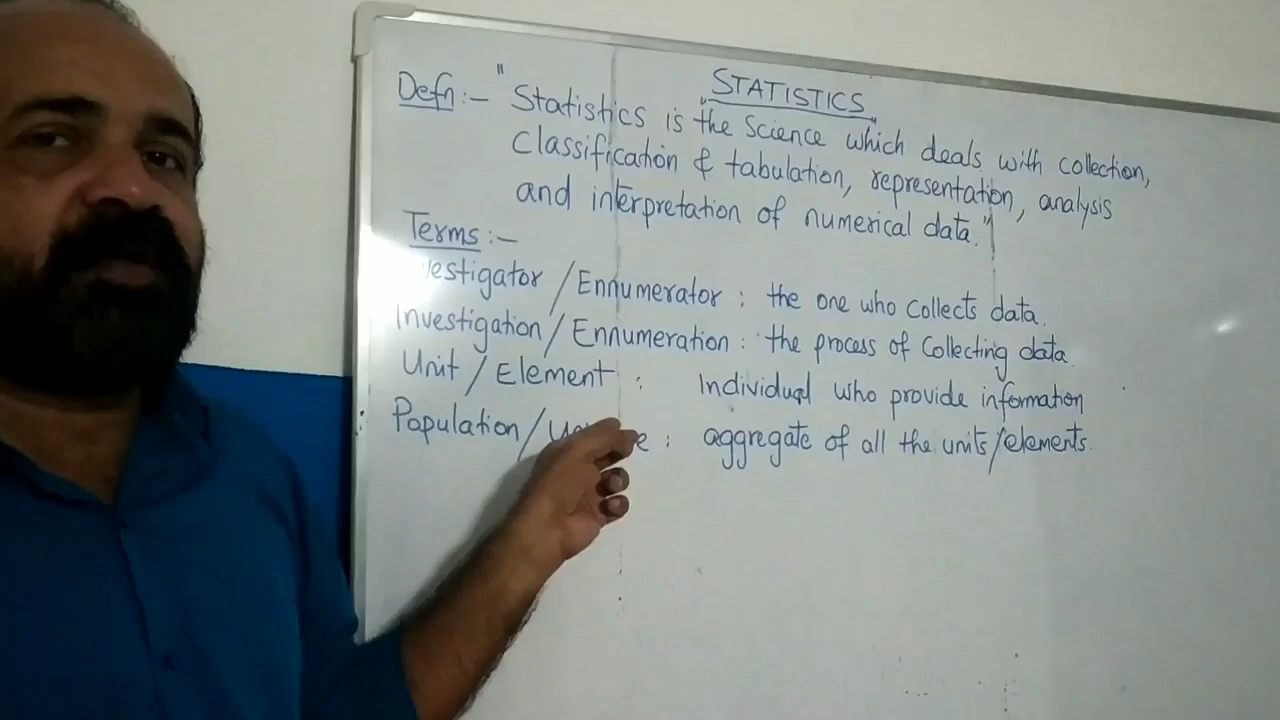 "STATISTICS"
Defn:- "Statistics is the Science which deals with collection,
Classification & tabulation, representation, analysis
and interpretation of numerical data."
Terms:-
vestigator / Ennumerator : the one who collects data.
Investigation / Ennumeration : the process of Collecting data.
Unit / Element : Individual who provide information
Population / : aggregate of all the units/elements.